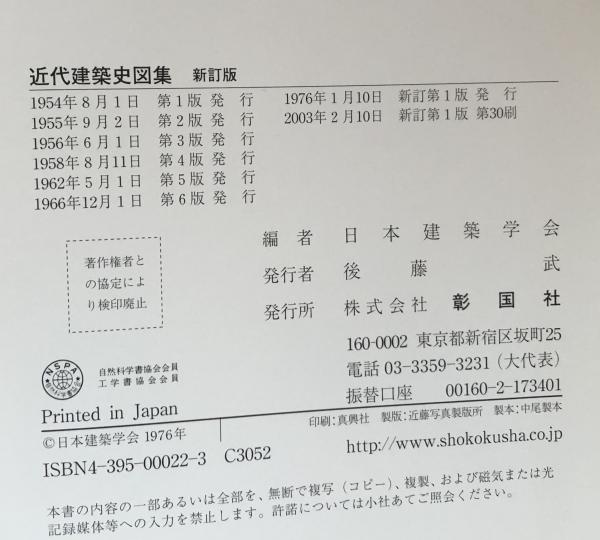 近代建築史図集 新訂版
1954年8月1日 第1版 発行
1955年9月2日 第2版 発行
1956年6月1日 第3版 発行
1958年8月11日 第4版 発行
1962年5月1日 第5版 発行
1966年12月1日 第6版 発行
1976年1月10日 新訂第1版 発行
2003年2月10日 新訂第1版 第30刷
著作権者と
の協定によ
り検印廃止
編者 日本建築学会
発行者 後藤武
発行所 株式会社 彰国社
160-0002 東京都新宿区坂町25
電話 03-3359-3231(大代表)
振替口座 00160-2-173401
NSPA
自然科学書協会
自然科学書協会会員
工学書協会会員
Printed in Japan
©日本建築学会 1976年
印刷:真興社 製版:近藤写真製版所 製本:中尾製本
ISBN4-395-00022-3 C3052
http://www.shokokusha.co.jp
本書の内容の一部あるいは全部を、無断で複写(コピー)、複製、および磁気または光
記録媒体等への入力を禁止します。許諾については小社あてご照会ください。